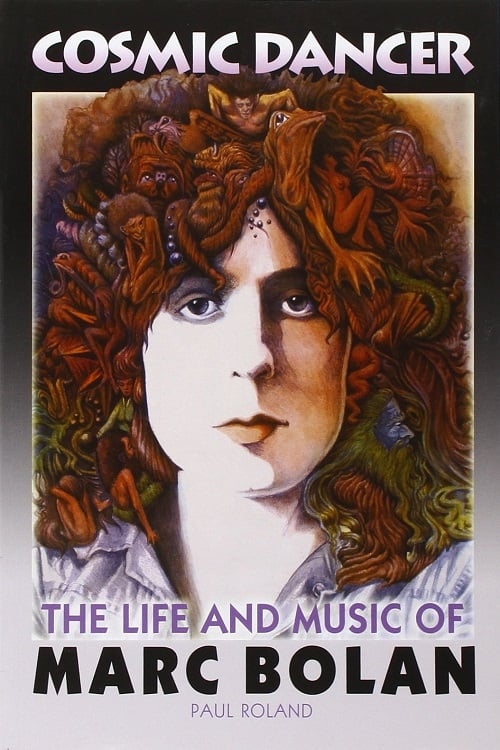 COSMIC DANCER
THE LIFE AND MUSIC OF
MARC BOLAN
PAUL ROLAND